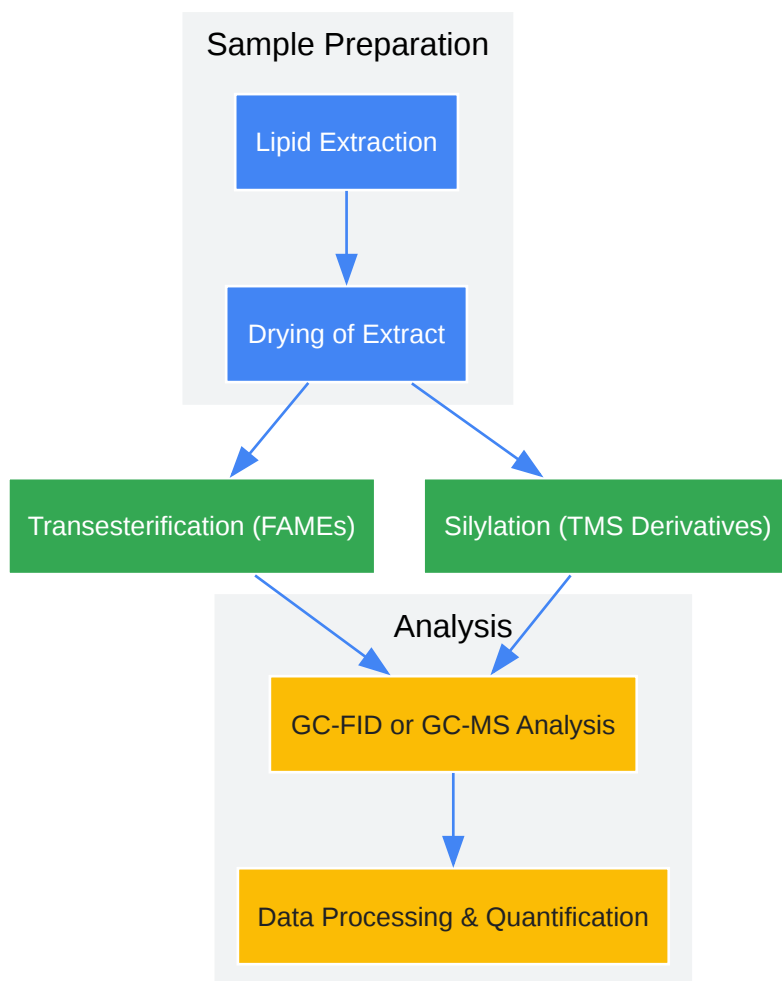 Sample Preparation
Lipid Extraction
Drying of Extract
Transesterification (FAMEs)
Silylation (TMS Derivatives)
Analysis
GC-FID or GC-MS Analysis
Data Processing & Quantification